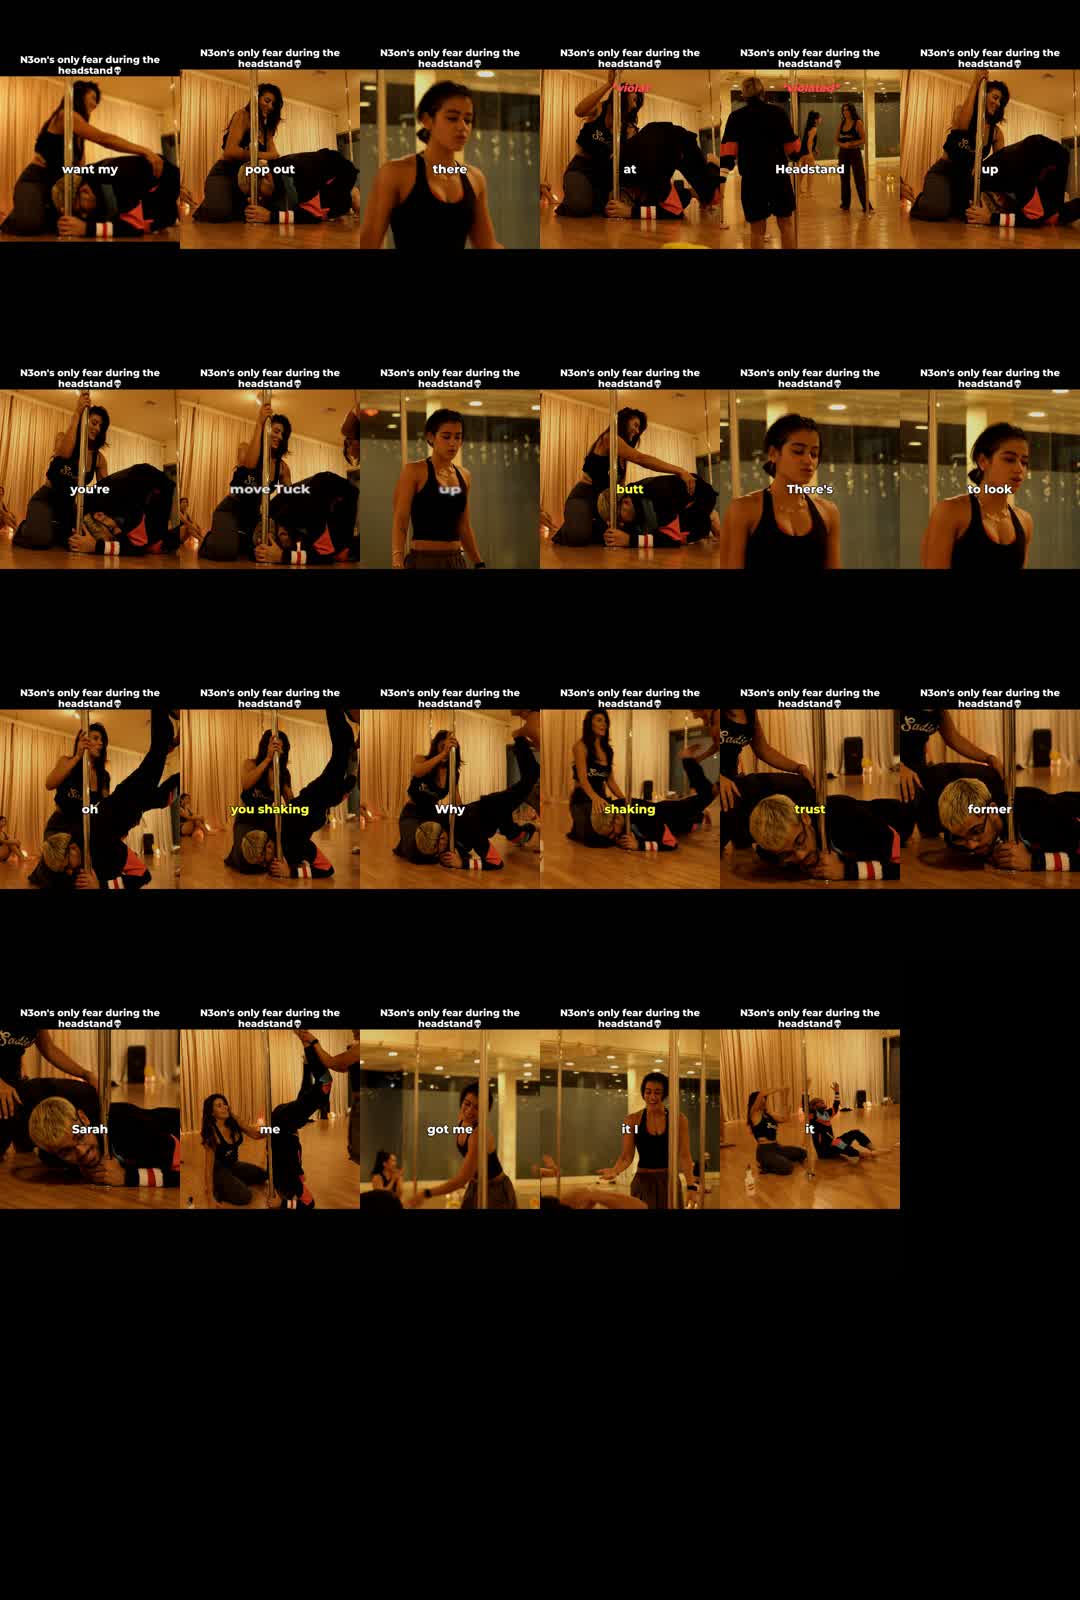 N3on's only fear during the
headstand💀
want my
N3on's only fear during the
headstand💀
pop out
N3on's only fear during the
headstand💀
there
N3on's only fear during the
headstand💀
at
N3on's only fear during the
headstand💀
*violated*
Headstand
N3on's only fear during the
headstand💀
up
N3on's only fear during the
headstand💀
you're
N3on's only fear during the
headstand💀
move Tuck
N3on's only fear during the
headstand💀
up
N3on's only fear during the
headstand💀
butt
N3on's only fear during the
headstand💀
There's
N3on's only fear during the
headstand💀
to look
N3on's only fear during the
headstand💀
oh
N3on's only fear during the
headstand💀
you shaking
N3on's only fear during the
headstand💀
Why
N3on's only fear during the
headstand💀
shaking
N3on's only fear during the
headstand💀
trust
N3on's only fear during the
headstand💀
former
N3on's only fear during the
headstand💀
Sarah
N3on's only fear during the
headstand💀
me
N3on's only fear during the
headstand💀
got me
N3on's only fear during the
headstand💀
it I
N3on's only fear during the
headstand💀
it